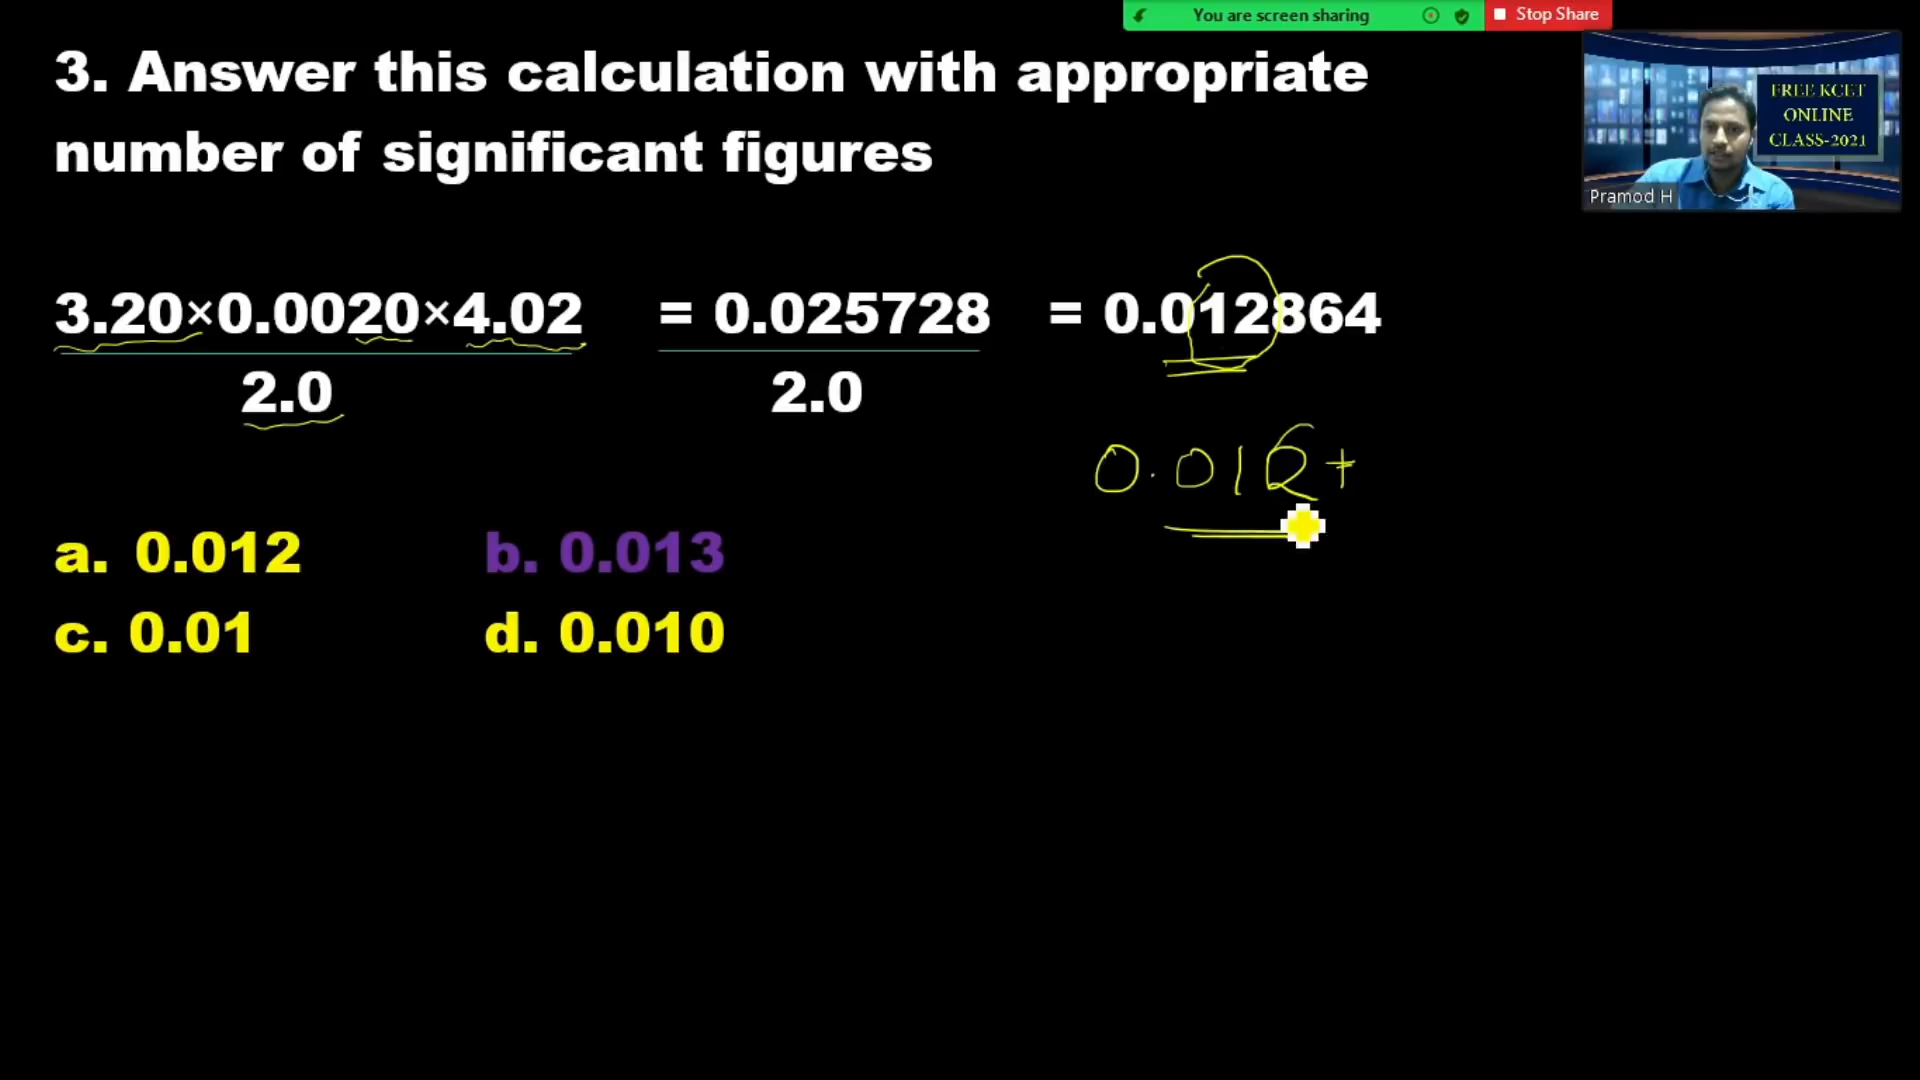 You are screen sharing
Stop Share
3. Answer this calculation with appropriate
number of significant figures
FREE KCET
ONLINE
CLASS-2021
Pramod H
3.20×0.0020×4.02 = 0.025728 = 0.012864
2.0 2.0
a. 0.012 b. 0.013
c. 0.01 d. 0.010